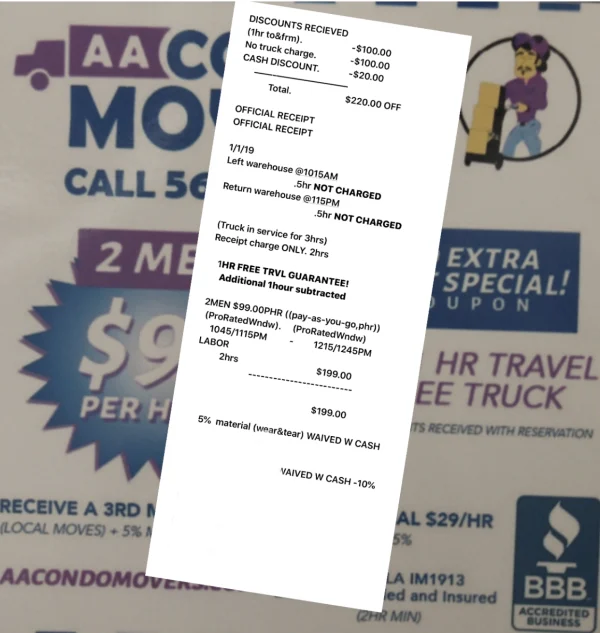 DISCOUNTS RECIEVED
(1hr to&frm). -$100.00
No truck charge. -$100.00
CASH DISCOUNT. -$20.00
Total. $220.00 OFF
OFFICIAL RECEIPT
OFFICIAL RECEIPT
1/1/19
Left warehouse @1015AM
.5hr NOT CHARGED
Return warehouse @115PM
.5hr NOT CHARGED
(Truck in service for 3hrs)
Receipt charge ONLY. 2hrs
1HR FREE TRVL GUARANTEE!
Additional 1hour subtracted
2MEN $99.00PHR ((pay-as-you-go,phr))
(ProRatedWndw). (ProRatedWndw)
1045/1115PM - 1215/1245PM
LABOR
2hrs $199.00
------------------------
$199.00
5% material (wear&tear) WAIVED W CASH
WAIVED W CASH -10%
AA CO
MO
CALL 56
2 ME
EXTRA
SPECIAL!
OUPON
$9
PER H
HR TRAVEL
EE TRUCK
TS RECEIVED WITH RESERVATION
RECEIVE A 3RD M
AL $29/HR
(LOCAL MOVES) + 5%
5%
AACONDOMOVERS.
LA IM1913
ed and Insured
(2HR MIN)
BBB
ACCREDITED
BUSINESS